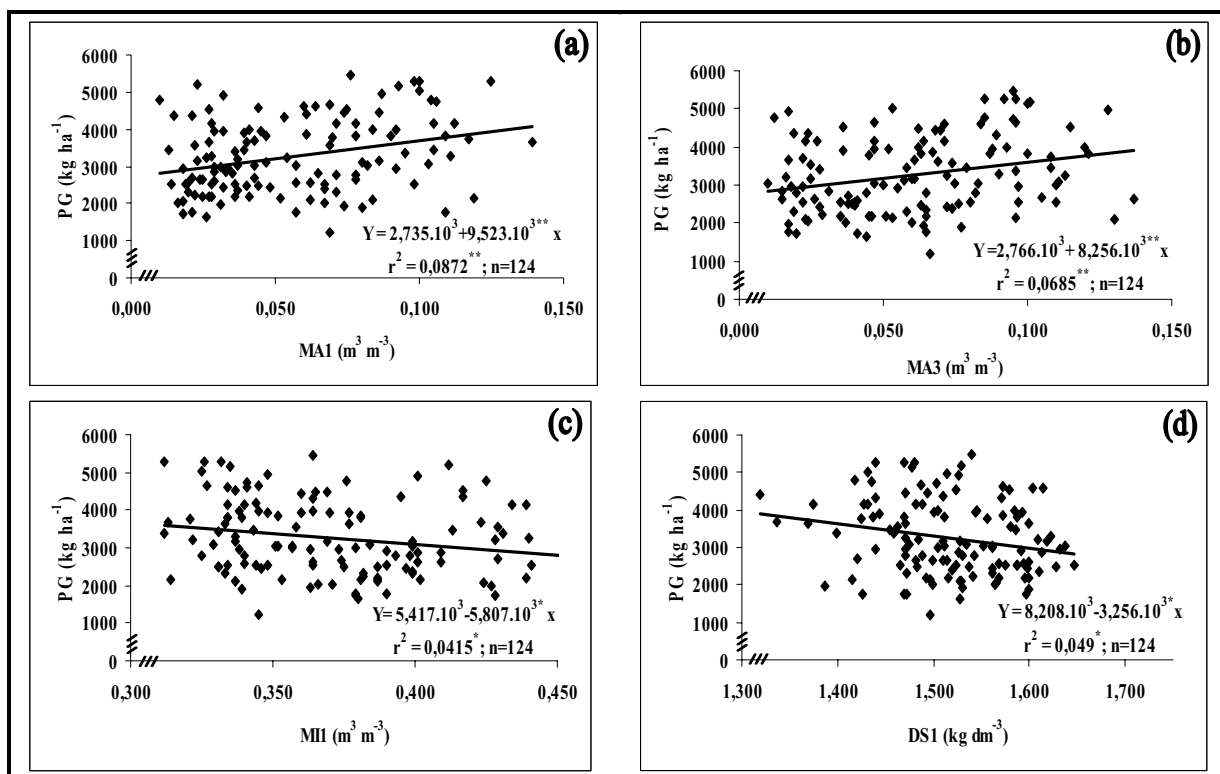 (a)
6000
5000
4000
3000
2000
1000
0
PG (kg ha⁻¹)
Y = 2,735.10³+9,523.10³** x
r² = 0,0872**; n=124
0,000 0,050 0,100 0,150
MA1 (m³ m⁻³)
(b)
6000
5000
4000
3000
2000
1000
0
PG (kg ha⁻¹)
Y=2,766.10³+ 8,256.10³** x
r² = 0,0685**; n=124
0,000 0,050 0,100 0,150
MA3 (m³ m⁻³)
(c)
6000
5000
4000
3000
2000
1000
0
PG (kg ha⁻¹)
Y= 5,417.10³-5,807.10³* x
r² = 0,0415*; n=124
0,300 0,350 0,400 0,450
MI1 (m³ m⁻³)
(d)
6000
5000
4000
3000
2000
1000
0
PG (kg ha⁻¹)
Y = 8,208.10³-3,256.10³* x
r² = 0,049*; n=124
1,300 1,400 1,500 1,600 1,700
DS1 (kg dm⁻³)